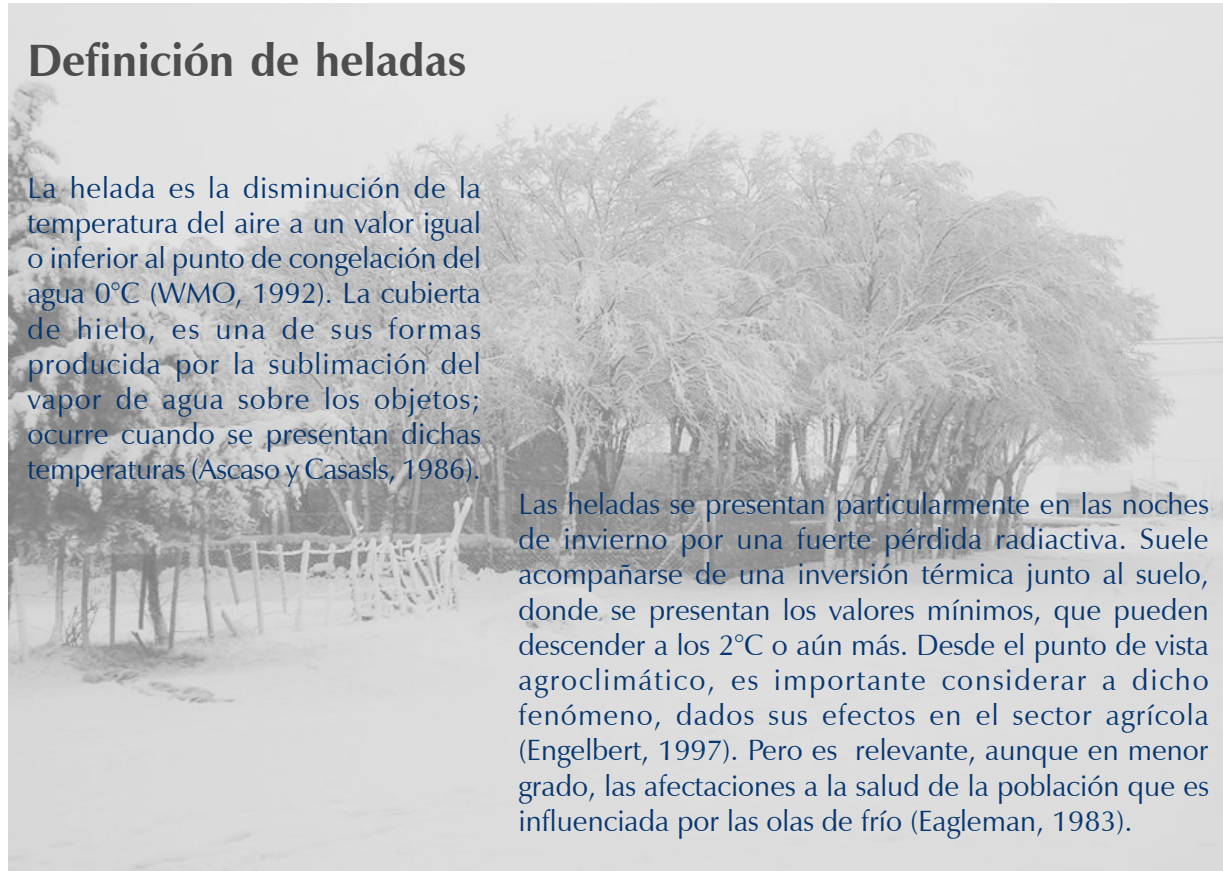 Definición de heladas
La helada es la disminución de la
temperatura del aire a un valor igual
o inferior al punto de congelación del
agua 0°C (WMO, 1992). La cubierta
de hielo, es una de sus formas
producida por la sublimación del
vapor de agua sobre los objetos;
ocurre cuando se presentan dichas
temperaturas (Ascaso y Casasls, 1986).
Las heladas se presentan particularmente en las noches
de invierno por una fuerte pérdida radiactiva. Suele
acompañarse de una inversión térmica junto al suelo,
donde se presentan los valores mínimos, que pueden
descender a los 2°C o aún más. Desde el punto de vista
agroclimático, es importante considerar a dicho
fenómeno, dados sus efectos en el sector agrícola
(Engelbert, 1997). Pero es  relevante, aunque en menor
grado, las afectaciones a la salud de la población que es
influenciada por las olas de frío (Eagleman, 1983).